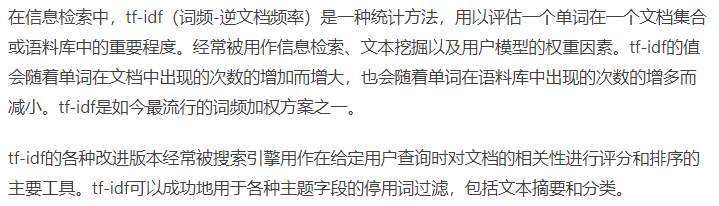 在信息检索中，tf-idf（词频-逆文档频率）是一种统计方法，用以评估一个单词在一个文档集合
或语料库中的重要程度。经常被用作信息检索、文本挖掘以及用户模型的权重因素。tf-idf的值
会随着单词在文档中出现的次数的增加而增大，也会随着单词在语料库中出现的次数的增多而
减小。tf-idf是如今最流行的词频加权方案之一。
tf-idf的各种改进版本经常被搜索引擎用作在给定用户查询时对文档的相关性进行评分和排序的
主要工具。tf-idf可以成功地用于各种主题字段的停用词过滤，包括文本摘要和分类。